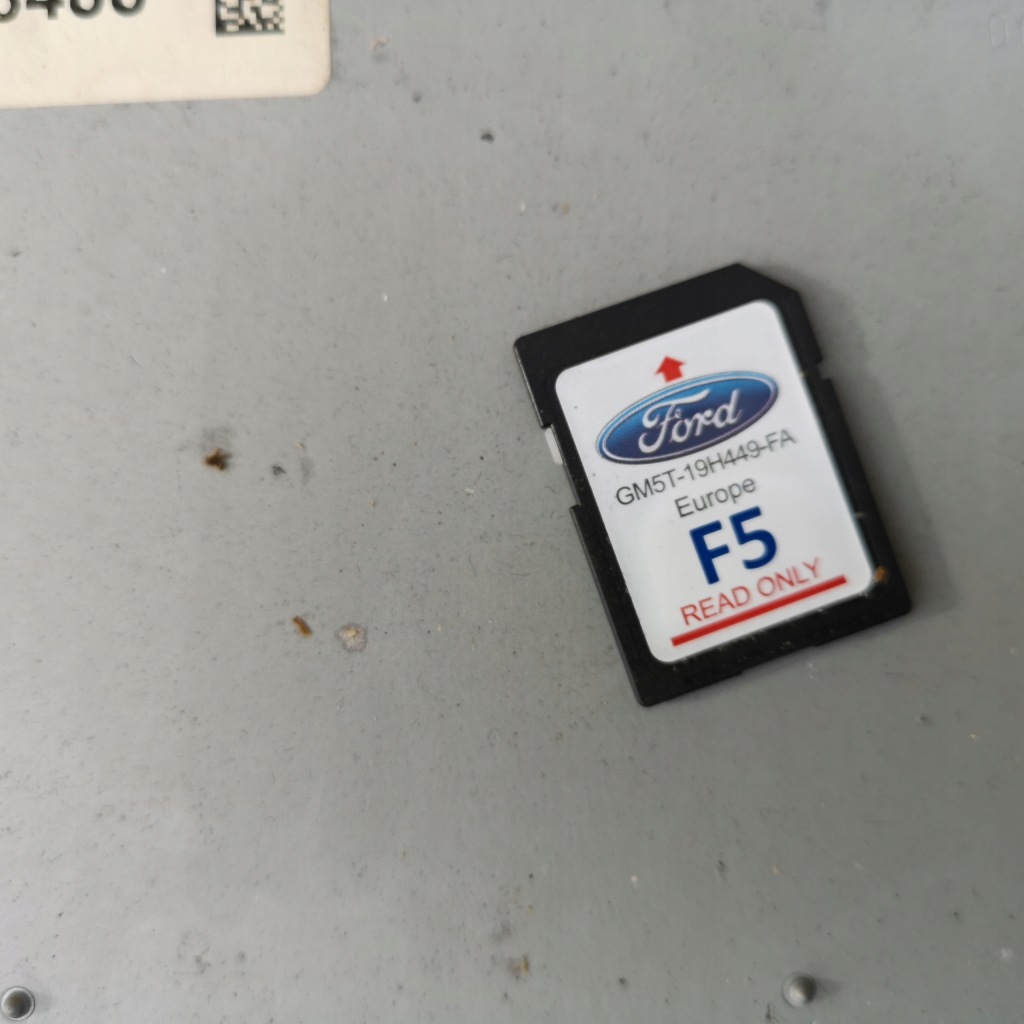 Ford
GM5T-19H449-FA
Europe
F5
READ ONLY